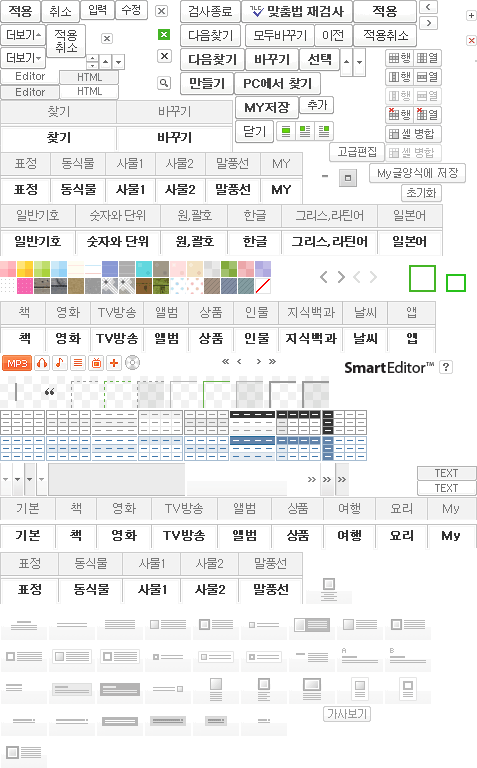 적용 취소 입력 수정 검사종료 맞춤법 재검사 적용
더보기 적용 취소 다음찾기 모두바꾸기 이전 적용취소
더보기 다음찾기 바꾸기 선택 행 열
Editor HTML 만들기 PC에서 찾기 행 열
Editor HTML 행 열
찾기 바꾸기 MY저장 추가 행 열
찾기 바꾸기 닫기 셀 병합
고급편집 셀 병합
표정 동식물 사물1 사물2 말풍선 MY My글양식에 저장
표정 동식물 사물1 사물2 말풍선 MY 초기화
일반기호 숫자와 단위 원,괄호 한글 그리스,라틴어 일본어
일반기호 숫자와 단위 원,괄호 한글 그리스,라틴어 일본어
책 영화 TV방송 앨범 상품 인물 지식백과 날씨 앱
책 영화 TV방송 앨범 상품 인물 지식백과 날씨 앱
MP3 SmartEditor™ ?
TEXT
TEXT
기본 책 영화 TV방송 앨범 상품 여행 요리 My
기본 책 영화 TV방송 앨범 상품 여행 요리 My
표정 동식물 사물1 사물2 말풍선
표정 동식물 사물1 사물2 말풍선
A B
가사보기